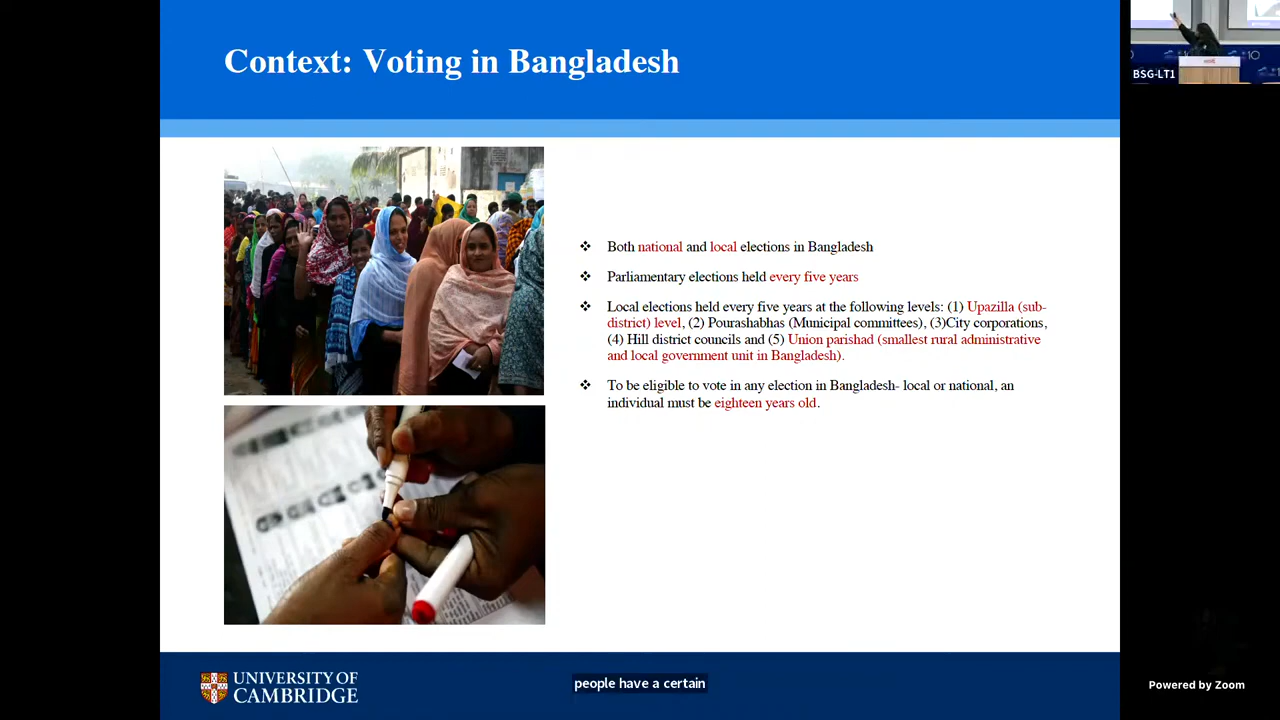 Context: Voting in Bangladesh
BSG-LT1
❖ Both national and local elections in Bangladesh
❖ Parliamentary elections held every five years
❖ Local elections held every five years at the following levels: (1) Upazilla (sub-
district) level, (2) Pourashabhas (Municipal committees), (3)City corporations,
(4) Hill district councils and (5) Union parishad (smallest rural administrative
and local government unit in Bangladesh).
❖ To be eligible to vote in any election in Bangladesh- local or national, an
individual must be eighteen years old.
UNIVERSITY OF
CAMBRIDGE
people have a certain
Powered by Zoom